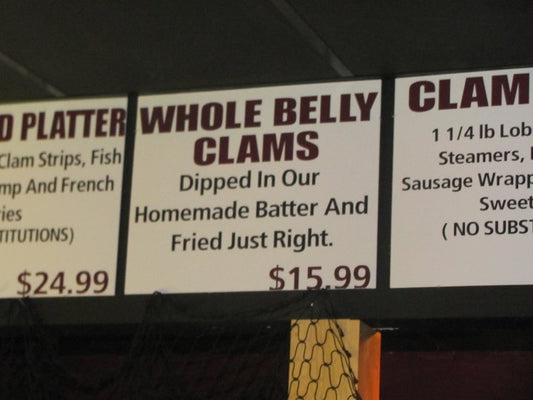 D PLATTER
Clam Strips, Fish
mp And French
ies
TITUTIONS)
$24.99
WHOLE BELLY
CLAMS
Dipped In Our
Homemade Batter And
Fried Just Right.
$15.99
CLAM
1 1/4 lb Lob
Steamers,
Sausage Wrapp
Sweet
( NO SUBST